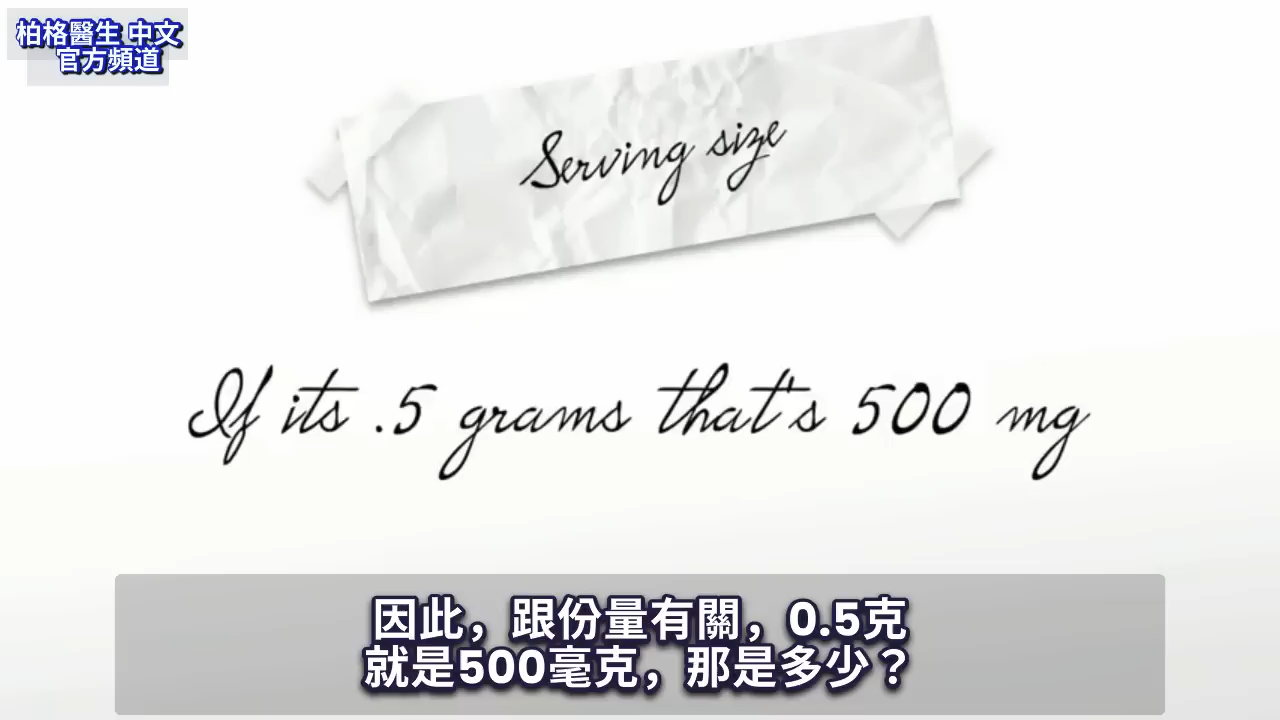 柏格醫生 中文
官方頻道
Serving size
If its .5 grams that's 500 mg
因此，跟份量有關，0.5克
就是500毫克，那是多少？